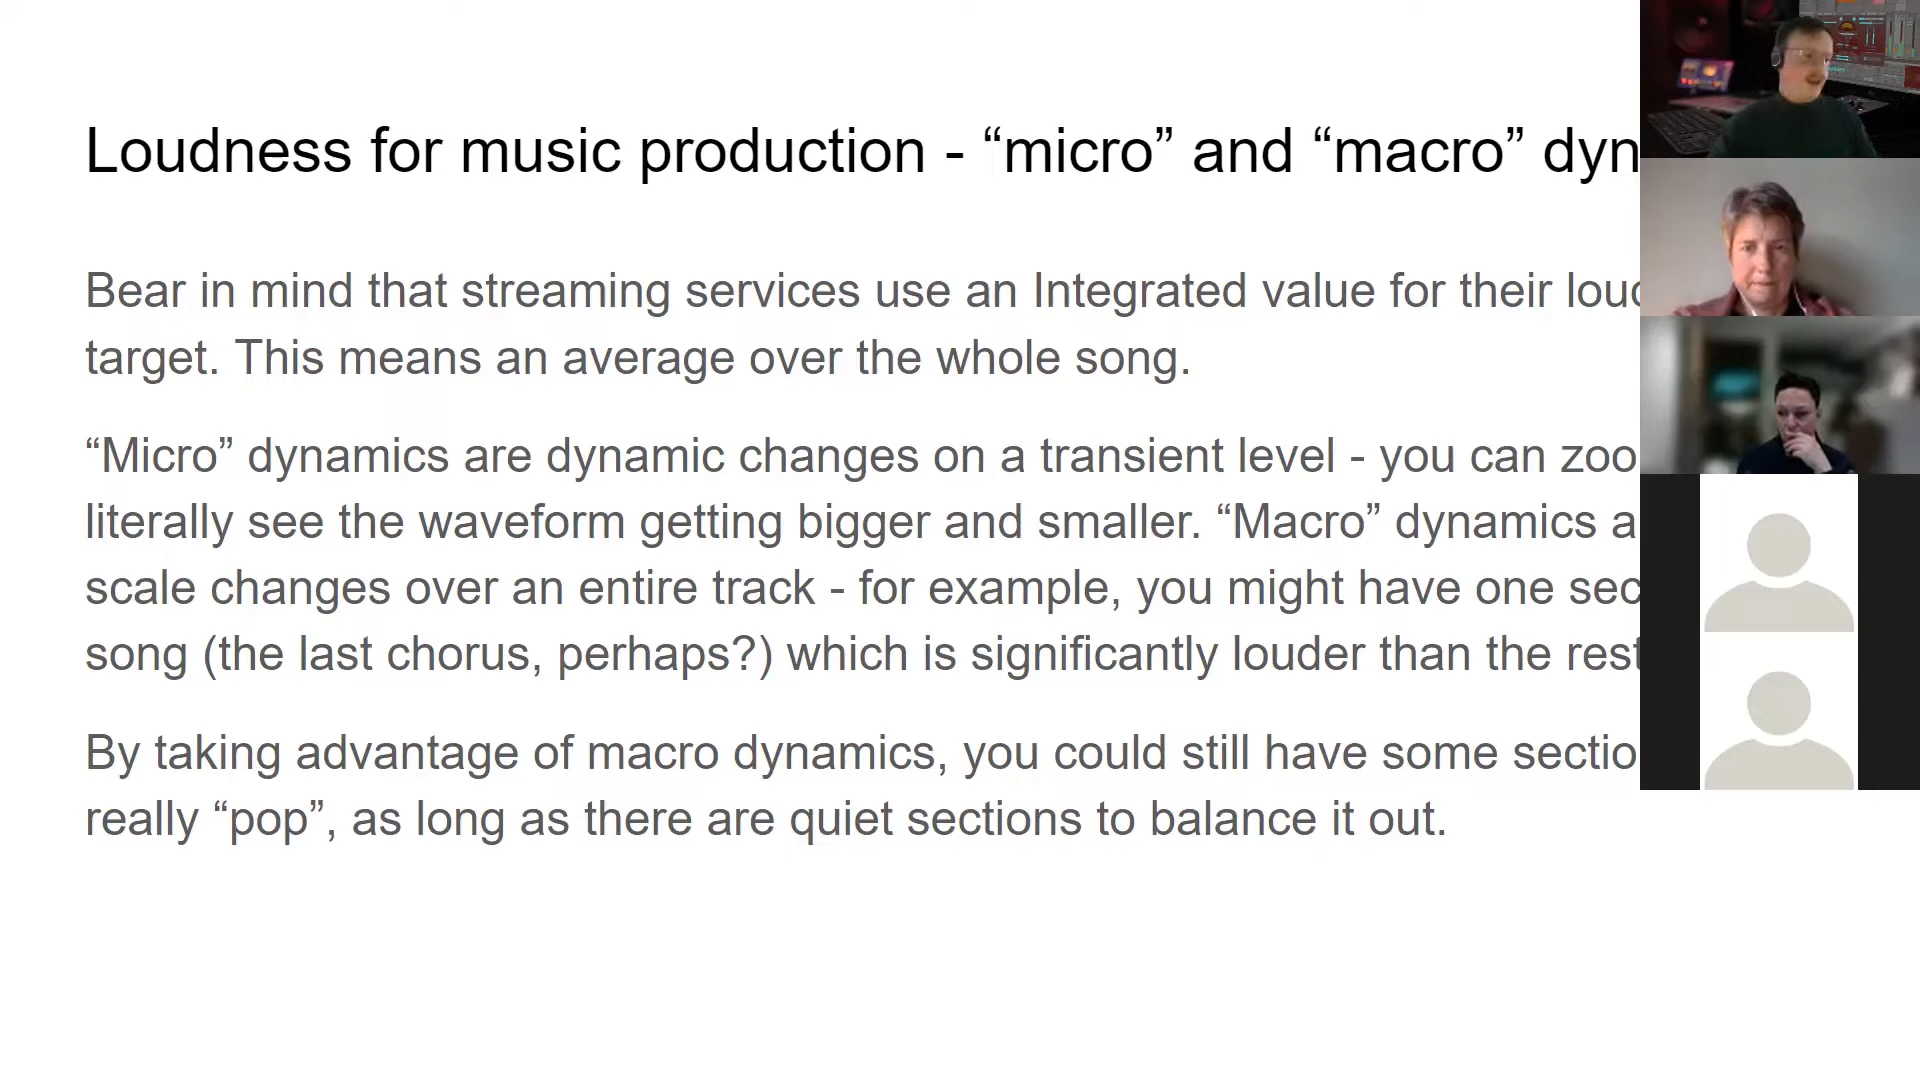 Loudness for music production - “micro” and “macro” dyn
Bear in mind that streaming services use an Integrated value for their loud
target. This means an average over the whole song.
“Micro” dynamics are dynamic changes on a transient level - you can zoo
literally see the waveform getting bigger and smaller. “Macro” dynamics a
scale changes over an entire track - for example, you might have one sec
song (the last chorus, perhaps?) which is significantly louder than the rest
By taking advantage of macro dynamics, you could still have some sectio
really “pop”, as long as there are quiet sections to balance it out.